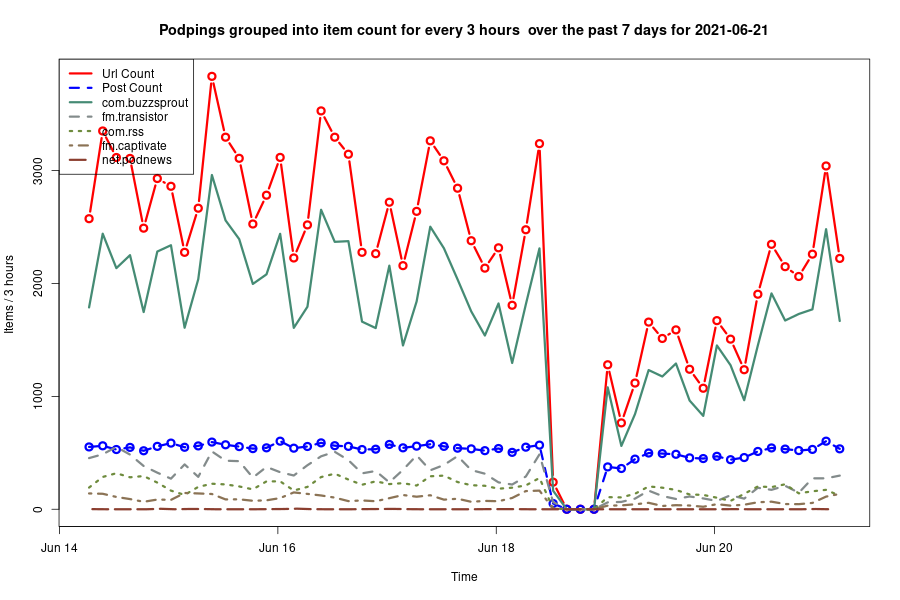 Podpings grouped into item count for every 3 hours  over the past 7 days for 2021-06-21
Url Count
Post Count
com.buzzsprout
fm.transistor
com.rss
fm.captivate
net.podnews
Items / 3 hours
3000
2000
1000
0
Jun 14
Jun 16
Jun 18
Jun 20
Time